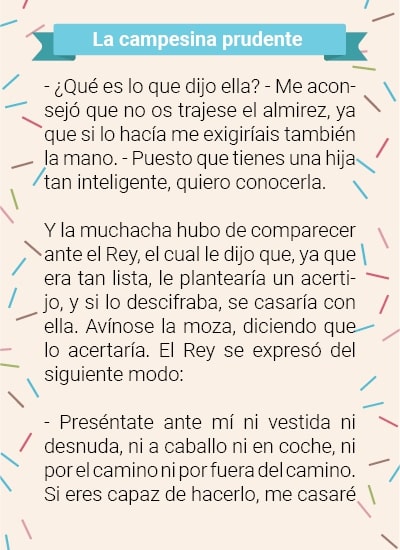 La campesina prudente
- ¿Qué es lo que dijo ella? - Me acon-
sejó que no os trajese el almirez, ya
que si lo hacía me exigiríais también
la mano. - Puesto que tienes una hija
tan inteligente, quiero conocerla.
Y la muchacha hubo de comparecer
ante el Rey, el cual le dijo que, ya que
era tan lista, le plantearía un acerti-
jo, y si lo descifraba, se casaría con
ella. Avínose la moza, diciendo que
lo acertaría. El Rey se expresó del
siguiente modo:
- Preséntate ante mí ni vestida ni
desnuda, ni a caballo ni en coche, ni
por el camino ni por fuera del camino.
Si eres capaz de hacerlo, me casaré